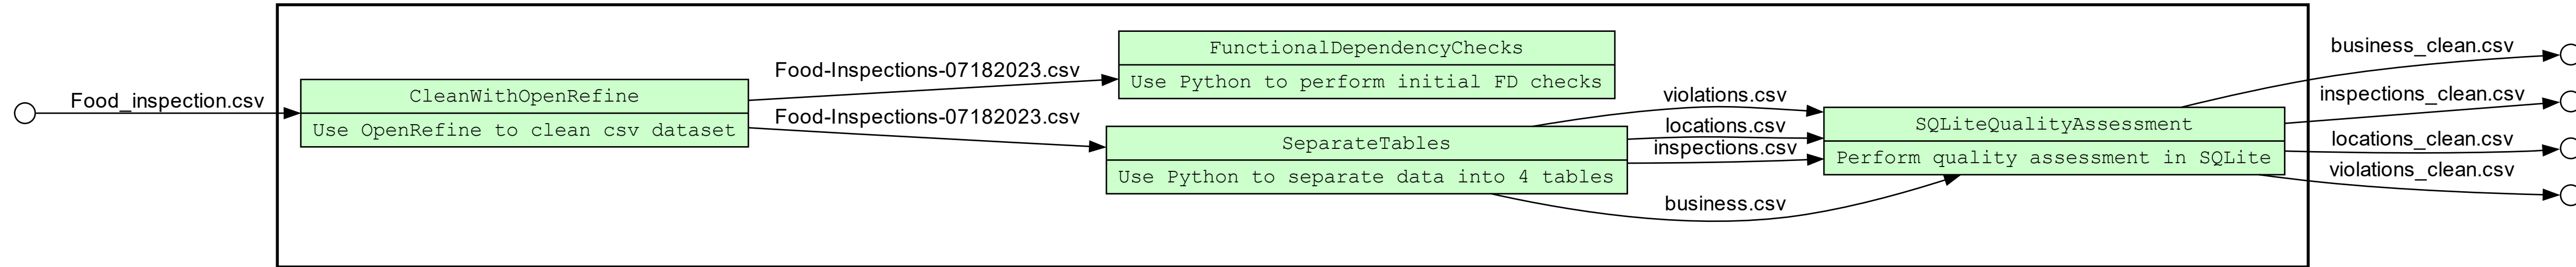 Food_inspection.csv
CleanWithOpenRefine
Use OpenRefine to clean csv dataset
Food-Inspections-07182023.csv
Food-Inspections-07182023.csv
FunctionalDependencyChecks
Use Python to perform initial FD checks
SeparateTables
Use Python to separate data into 4 tables
violations.csv
locations.csv
inspections.csv
business.csv
SQLiteQualityAssessment
Perform quality assessment in SQLite
business_clean.csv
inspections_clean.csv
locations_clean.csv
violations_clean.csv